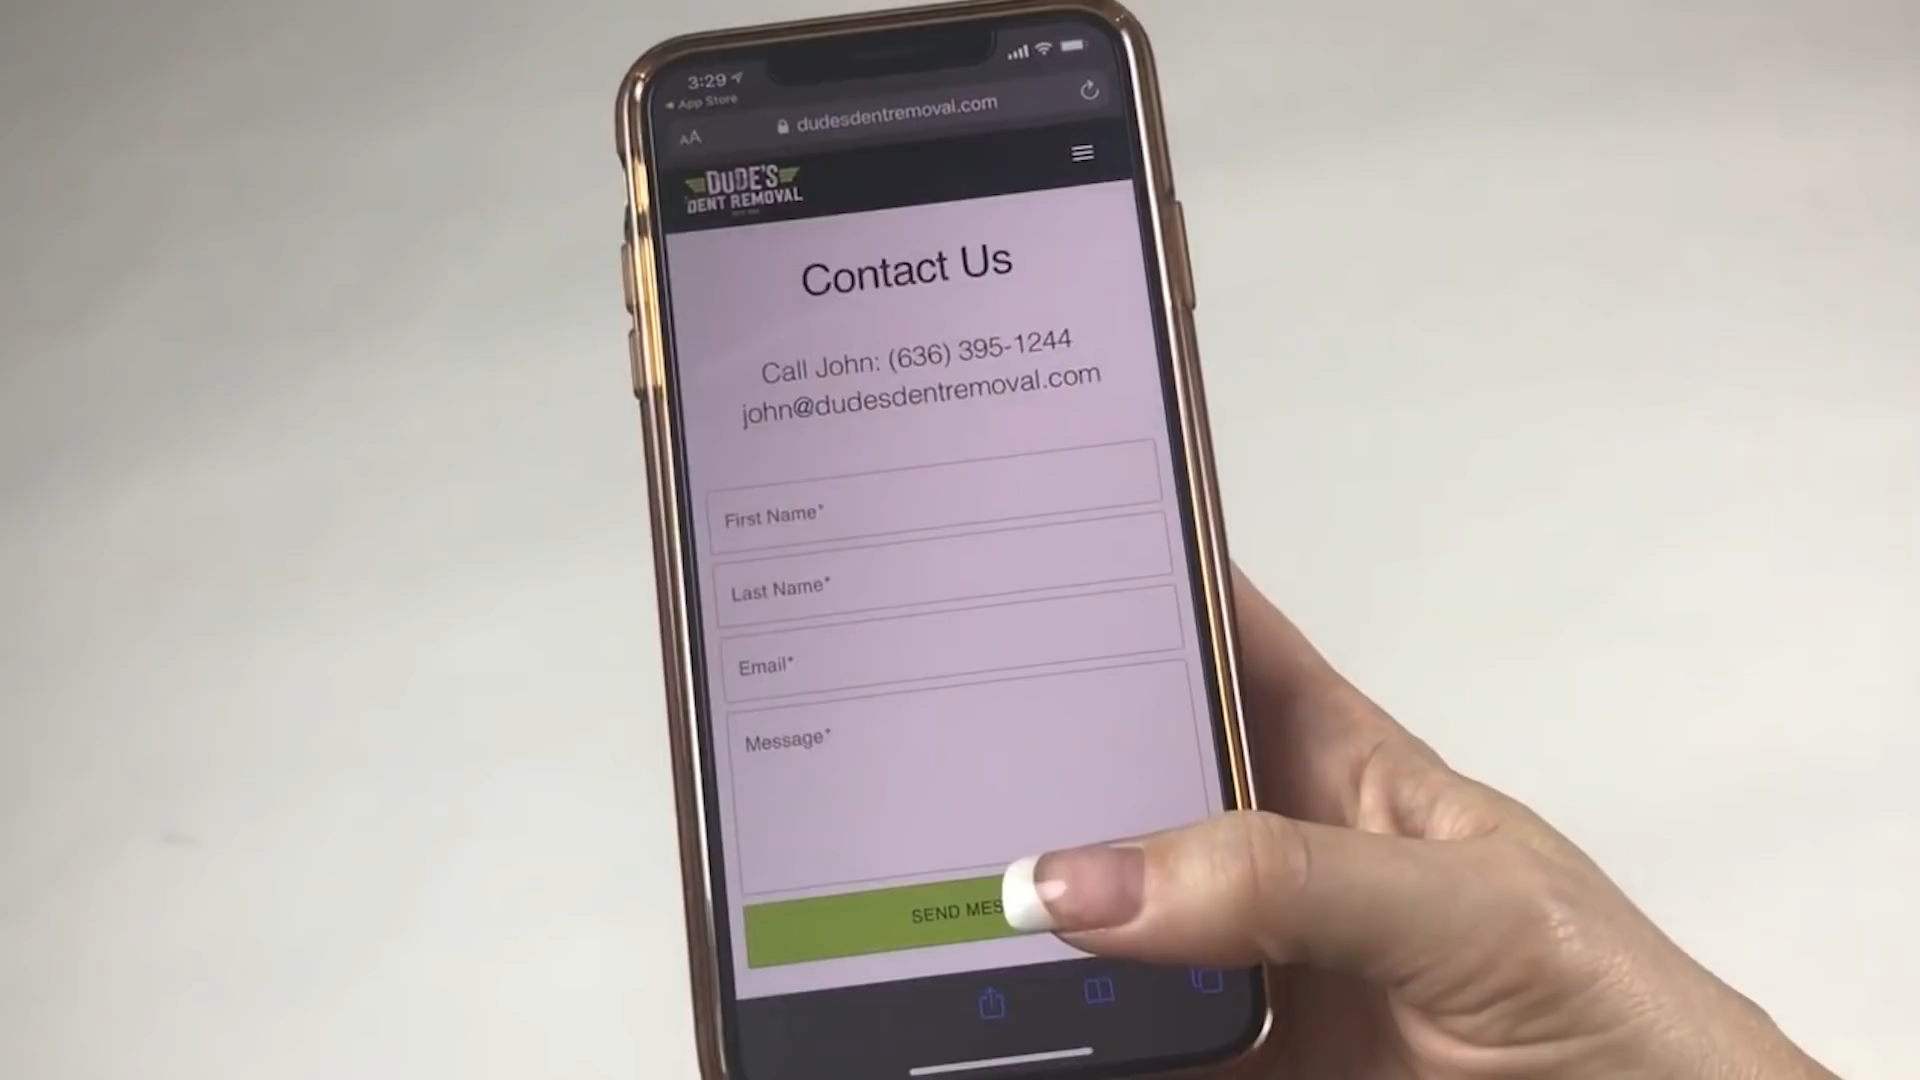 3:29
App Store
AA
dudesdentremoval.com
DUDE'S
DENT REMOVAL
Contact Us
Call John: (636) 395-1244
john@dudesdentremoval.com
First Name*
Last Name*
Email*
Message*
SEND MES